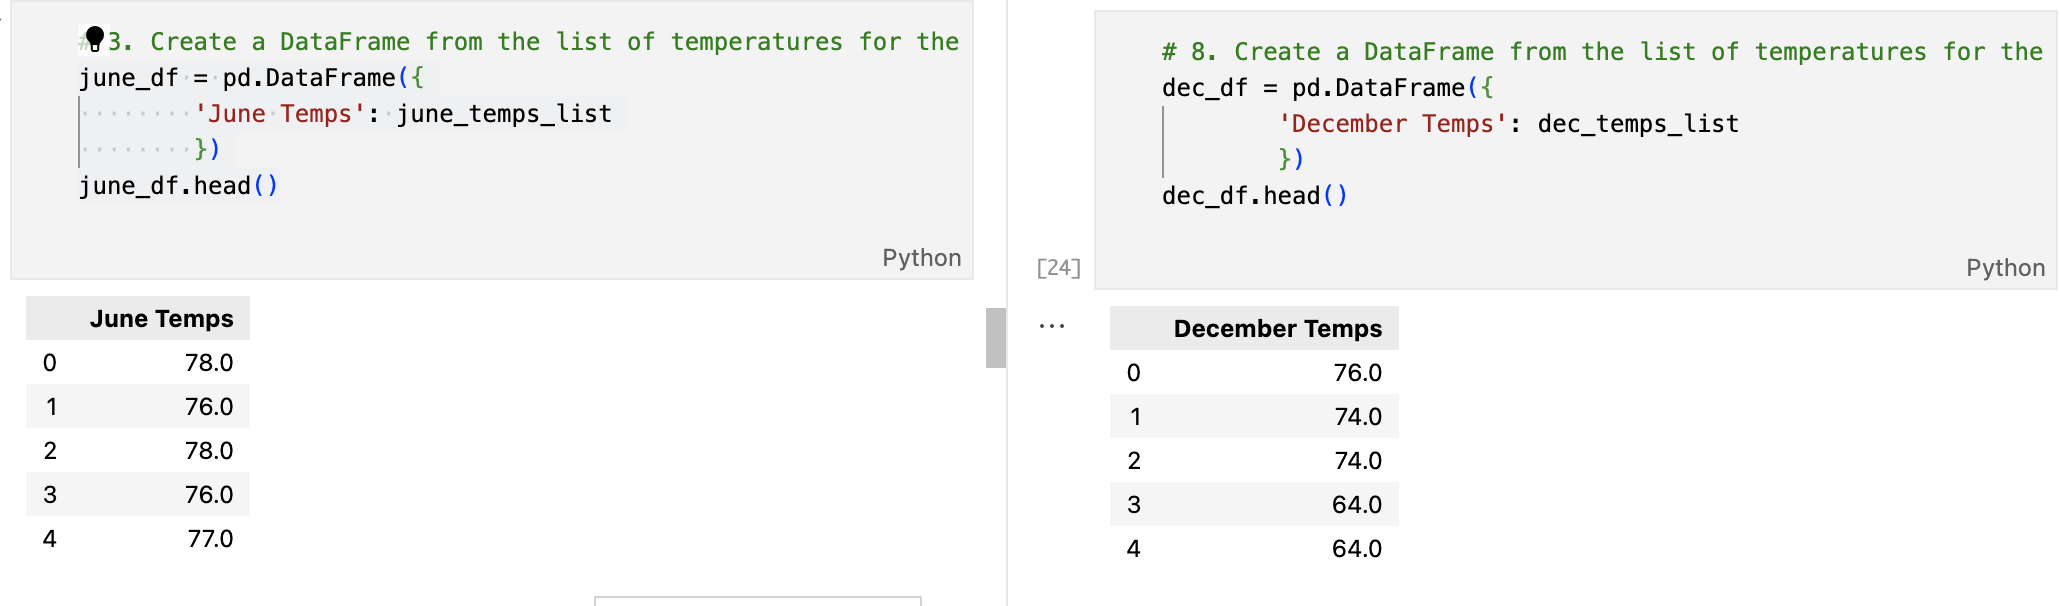 # 3. Create a DataFrame from the list of temperatures for the
june_df = pd.DataFrame({
'June Temps': june_temps_list
})
june_df.head()
Python
June Temps
0 78.0
1 76.0
2 78.0
3 76.0
4 77.0
# 8. Create a DataFrame from the list of temperatures for the
dec_df = pd.DataFrame({
'December Temps': dec_temps_list
})
dec_df.head()
[24]
Python
...
December Temps
0 76.0
1 74.0
2 74.0
3 64.0
4 64.0